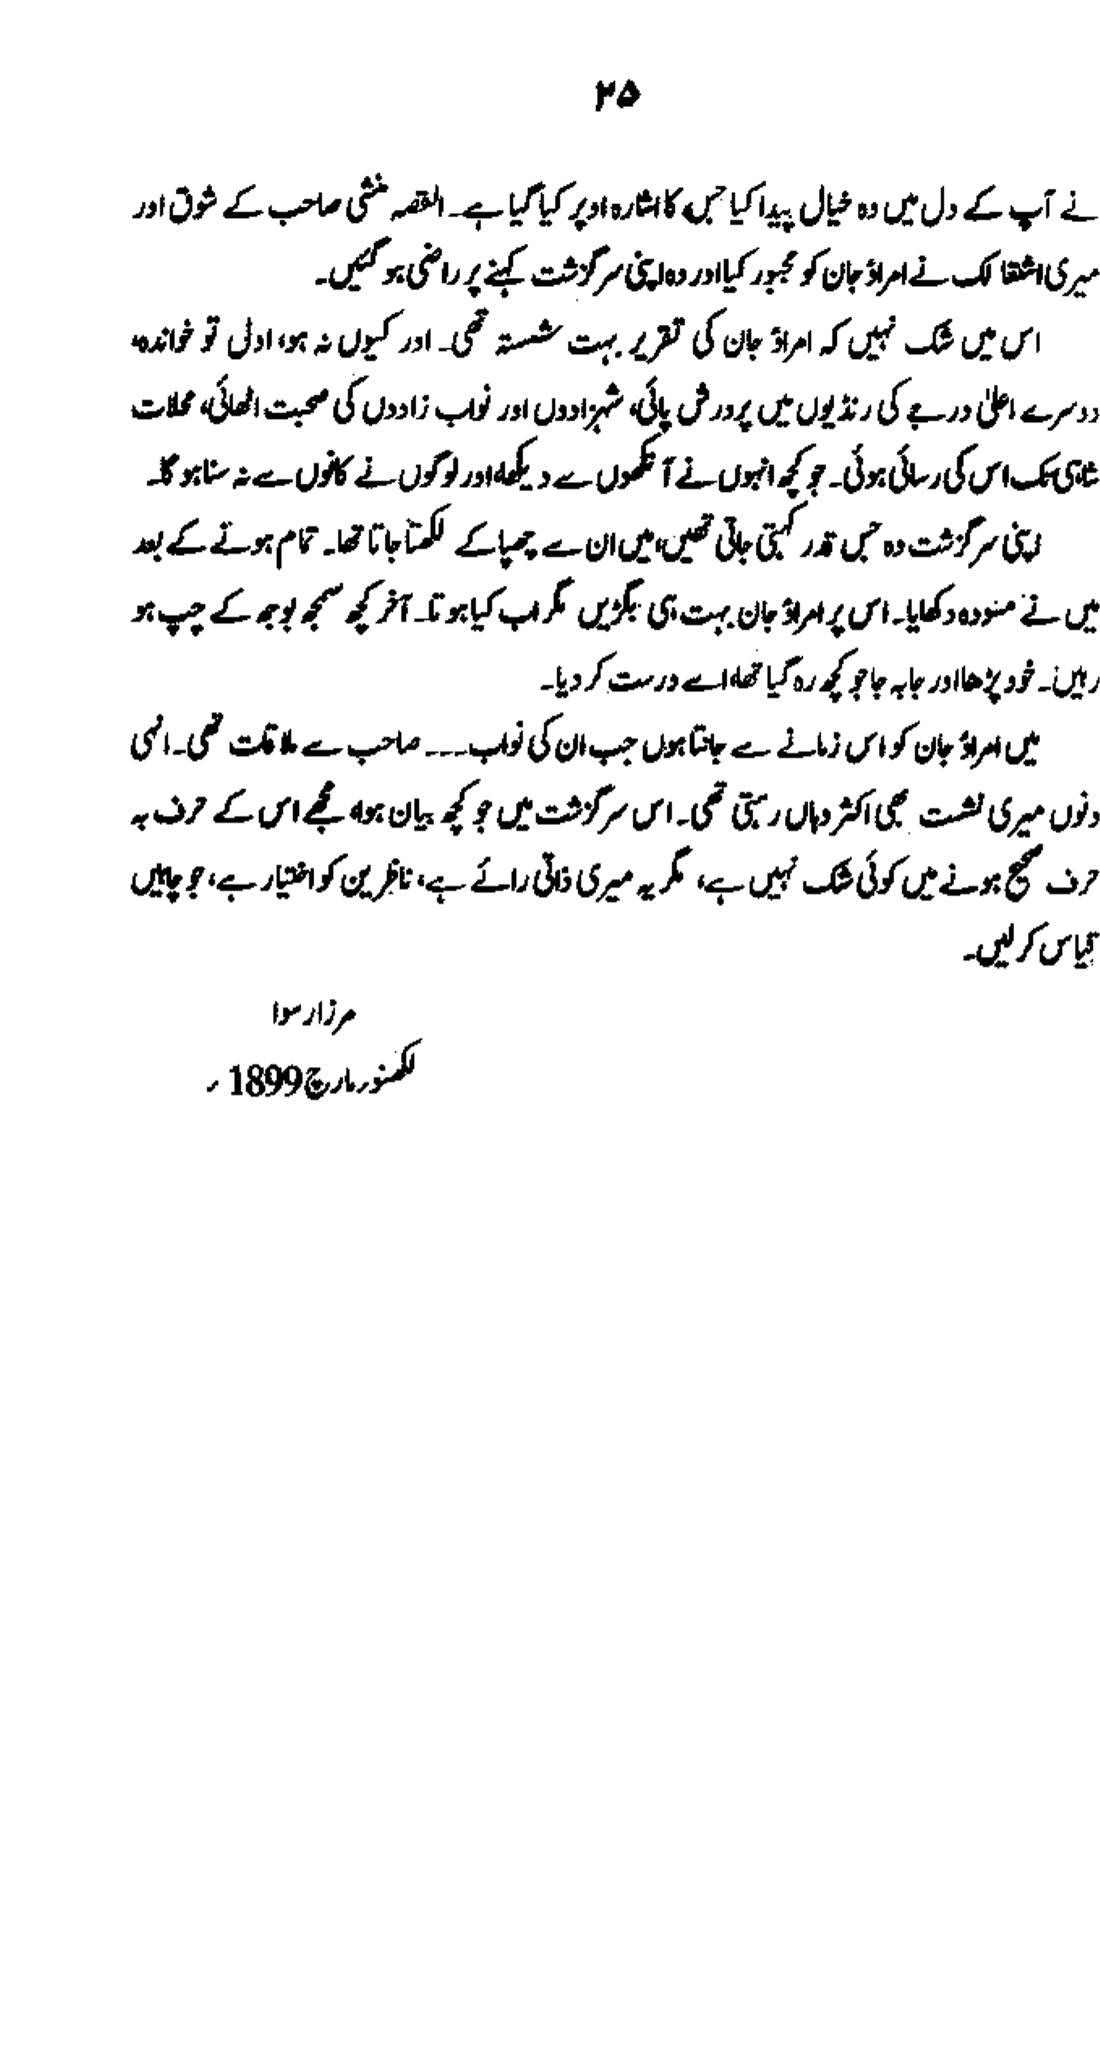 ۲۵
نے آپ کے دل میں وہ خیال پیدا کیا جس کا اشارہ اوپر کیا گیا ہے۔ القصہ منشی صاحب کے شوق اور
میری اشتقا لک نے امراؤ جان کو مجبور کیا اور وہ اپنی سرگزشت کہنے پر راضی ہو گئیں۔
اس میں شک نہیں کہ امراؤ جان کی تقریر بہت شستہ تھی۔ اور کیوں نہ ہو، اول تو خواندہ،
دوسرے اعلیٰ درجے کی رنڈیوں میں پرورش پائی، شہزادوں اور نواب زادوں کی صحبت اٹھائی، محلات
شاہی تک اس کی رسائی ہوئی۔ جو کچھ انہوں نے آنکھوں سے دیکھا، اور لوگوں نے کانوں سے نہ سنا ہو گا۔
اپنی سرگزشت وہ جس قدر کہتی جاتی تھیں، میں ان سے چھپا کے لکھتا جاتا تھا۔ تمام ہونے کے بعد
میں نے مسودہ دکھایا۔ اس پر امراؤ جان بہت ہی بگڑیں مگر اب کیا ہوتا۔ آخر کچھ سمجھ بوجھ کے چپ ہو
رہیں۔ خود پڑھا اور جا بہ جا جو کچھ رہ گیا تھا، اسے درست کر دیا۔
میں امراؤ جان کو اس زمانے سے جانتا ہوں جب ان کی نواب۔۔۔ صاحب سے ملاقات تھی۔ انہی
دنوں میری نشست بھی اکثر وہاں رہتی تھی۔ اس سرگزشت میں جو کچھ بیان ہوا، مجھے اس کے حرف بہ
حرف صحیح ہونے میں کوئی شک نہیں ہے، مگر یہ میری ذاتی رائے ہے، ناظرین کو اختیار ہے، جو چاہیں
قیاس کر لیں۔
مرزا رسوا
لکھنؤ، مارچ 1899ء